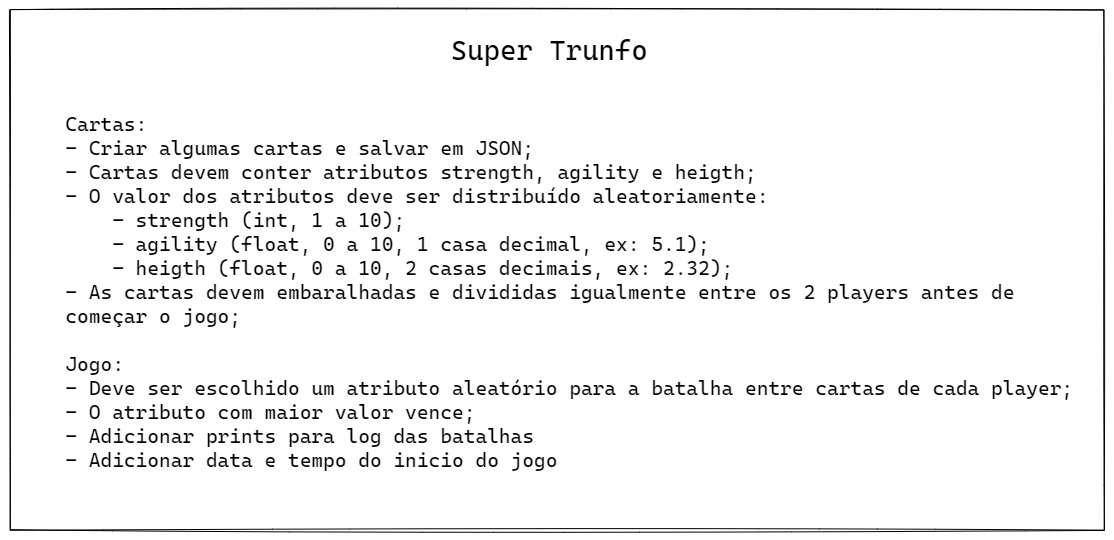 Super Trunfo
Cartas:
- Criar algumas cartas e salvar em JSON;
- Cartas devem conter atributos strength, agility e heigth;
- O valor dos atributos deve ser distribuído aleatoriamente:
- strength (int, 1 a 10);
- agility (float, 0 a 10, 1 casa decimal, ex: 5.1);
- heigth (float, 0 a 10, 2 casas decimais, ex: 2.32);
- As cartas devem embaralhadas e divididas igualmente entre os 2 players antes de
começar o jogo;
Jogo:
- Deve ser escolhido um atributo aleatório para a batalha entre cartas de cada player;
- O atributo com maior valor vence;
- Adicionar prints para log das batalhas
- Adicionar data e tempo do inicio do jogo